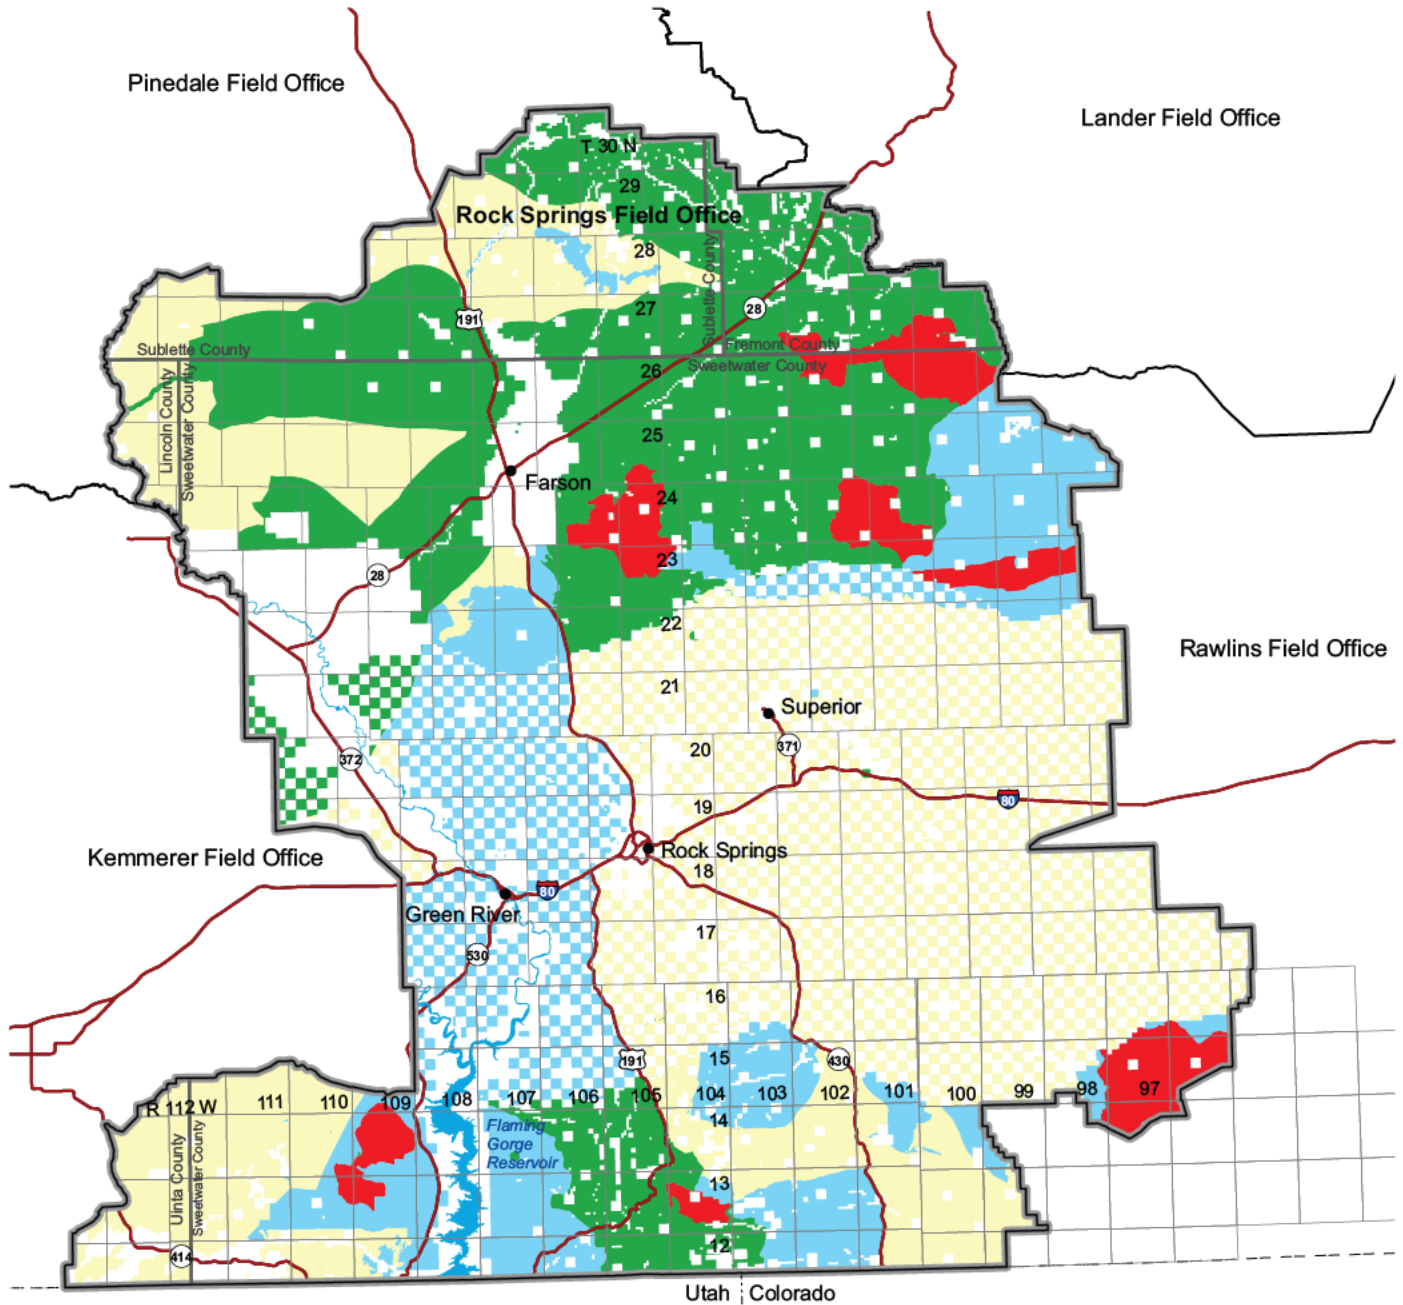 Pinedale Field Office
Lander Field Office
T 30 N
29
Rock Springs Field Office
28
Sublette County
27
28
191
Sublette County
Fremont County
Sweetwater County
26
Lincoln County
Sweetwater County
25
Farson
24
23
28
22
Rawlins Field Office
21
Superior
20
371
372
19
80
Kemmerer Field Office
Rock Springs
18
80
Green River
17
530
16
191
15
430
R 112 W
111
110
109
108
107
106
105
104
103
102
101
100
99
98
97
14
Flaming
Gorge
Reservoir
Uinta County
Sweetwater County
13
12
414
Utah
Colorado